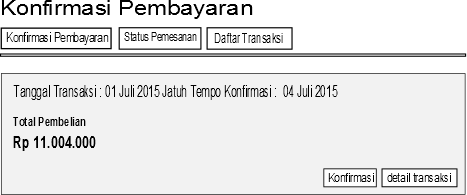 Konfirmasi Pembayaran
Konfirmasi Pembayaran Status Pemesanan Daftar Transaksi
Tanggal Transaksi : 01 Juli 2015 Jatuh Tempo Konfirmasi : 04 Juli 2015
Total Pembelian
Rp 11.004.000
Konfirmasi detail transaksi